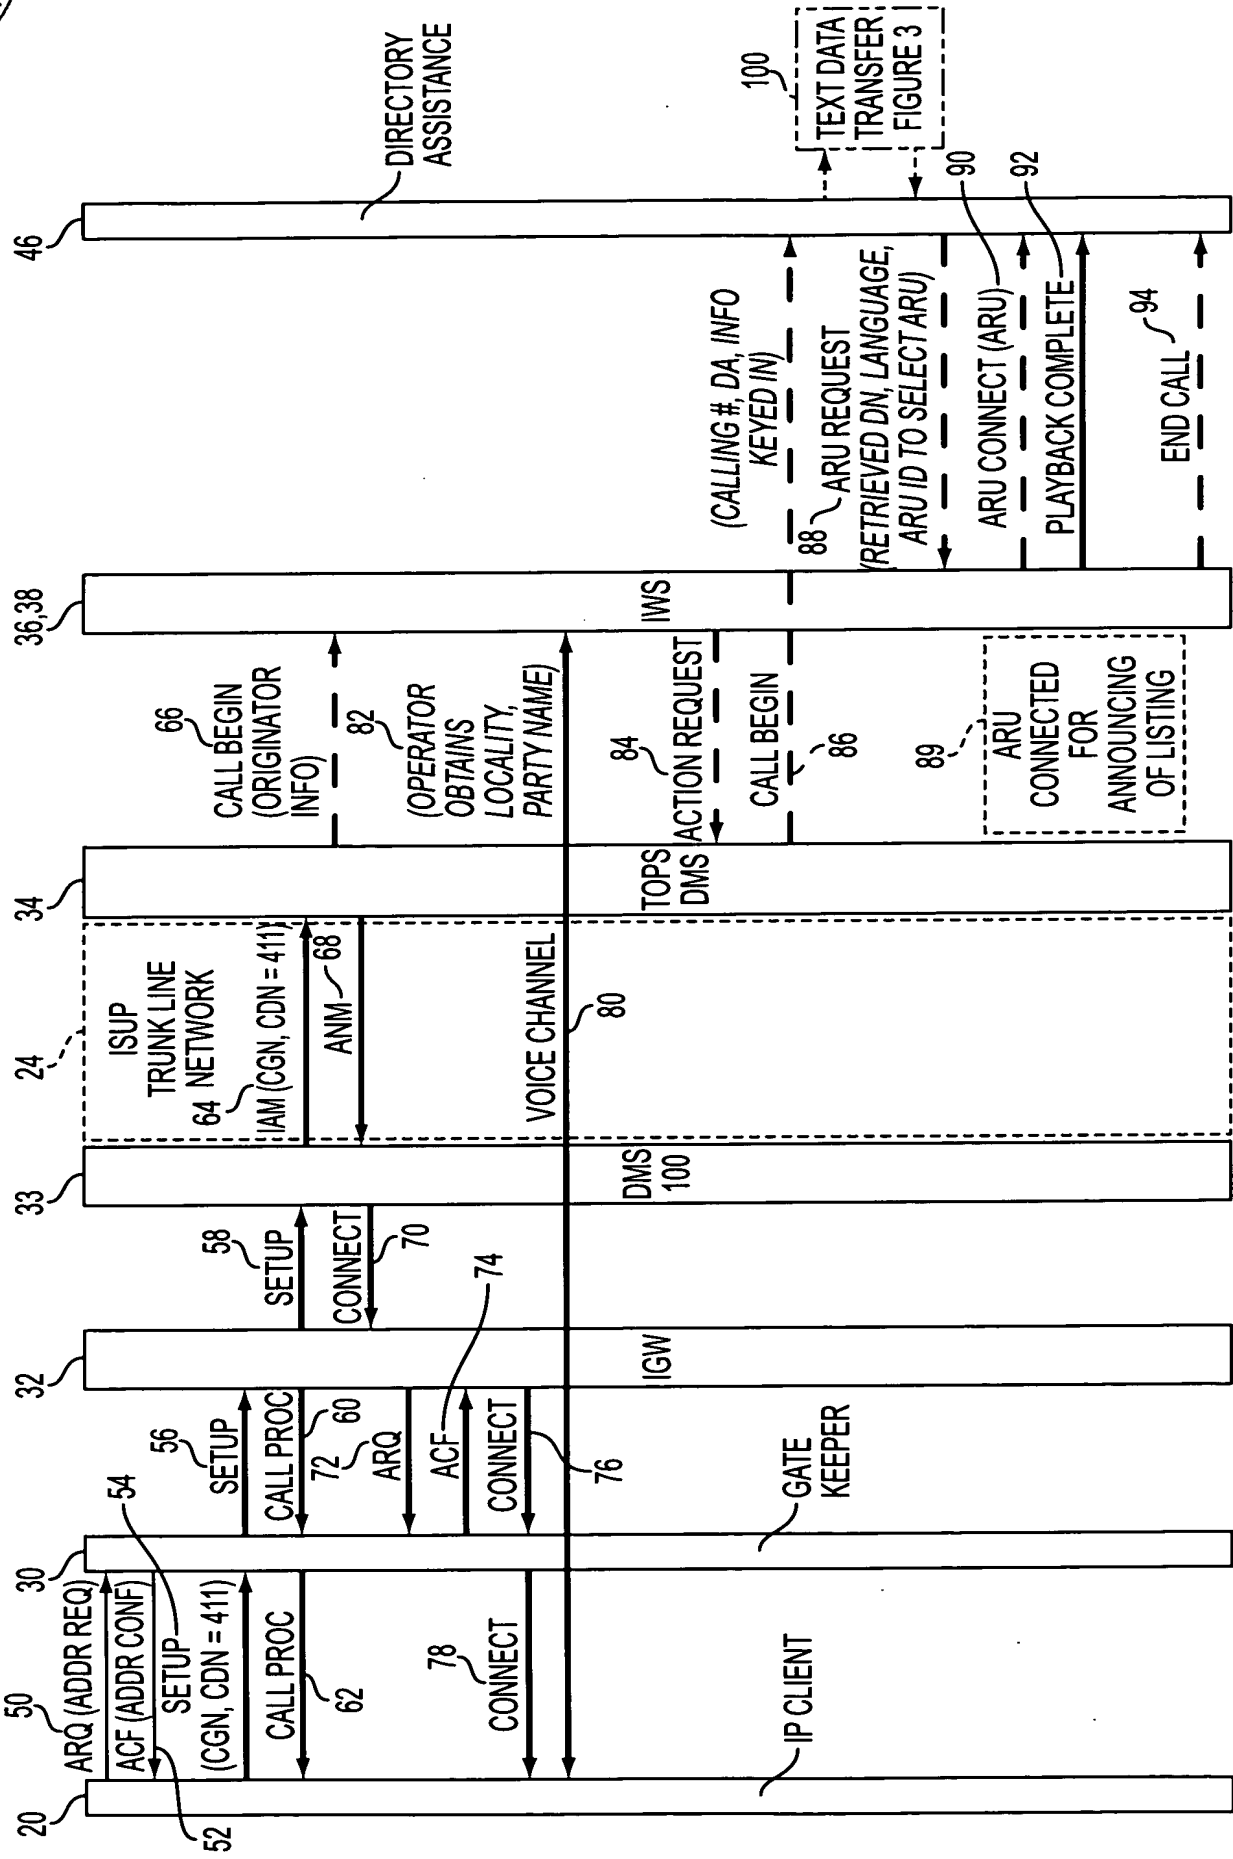 20
30
32
33
24
34
36,38
46
50
ARQ (ADDR REQ)
ACF (ADDR CONF)
52
54
SETUP
(CGN, CDN = 411)
CALL PROC
62
78
CONNECT
IP CLIENT
56
SETUP
CALL PROC
60
72
ARQ
ACF
74
CONNECT
76
GATE
KEEPER
58
SETUP
CONNECT
70
IGW
DMS
100
ISUP
TRUNK LINE
NETWORK
64
IAM (CGN, CDN = 411)
68
ANM
VOICE CHANNEL
80
TOPS
DMS
66
CALL BEGIN
(ORIGINATOR
INFO)
82
(OPERATOR
OBTAINS
LOCALITY,
PARTY NAME)
84
ACTION REQUEST
CALL BEGIN
86
89
ARU
CONNECTED
FOR
ANNOUNCING
OF LISTING
IWS
(CALLING #, DA, INFO
KEYED IN)
88
ARU REQUEST
(RETRIEVED DN, LANGUAGE,
ARU ID TO SELECT ARU)
90
ARU CONNECT (ARU)
92
PLAYBACK COMPLETE
94
END CALL
DIRECTORY
ASSISTANCE
100
TEXT DATA
TRANSFER
FIGURE 3